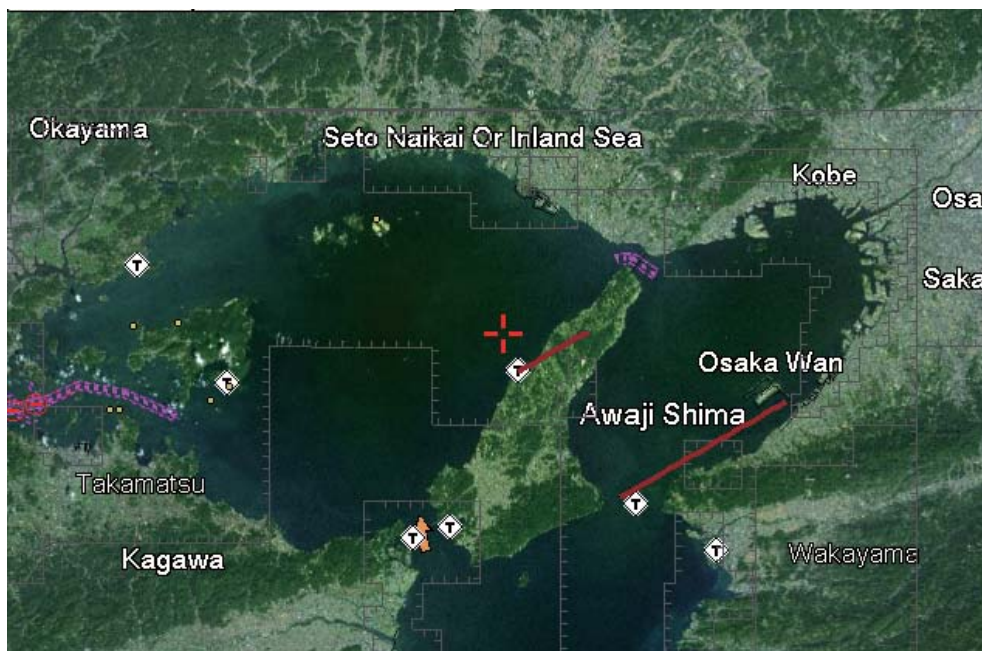 Okayama
Seto Naikai Or Inland Sea
Kobe
Osa
Saka
Osaka Wan
Awaji Shima
Takamatsu
Kagawa
Wakayama
T
T
T
T
T
T
T